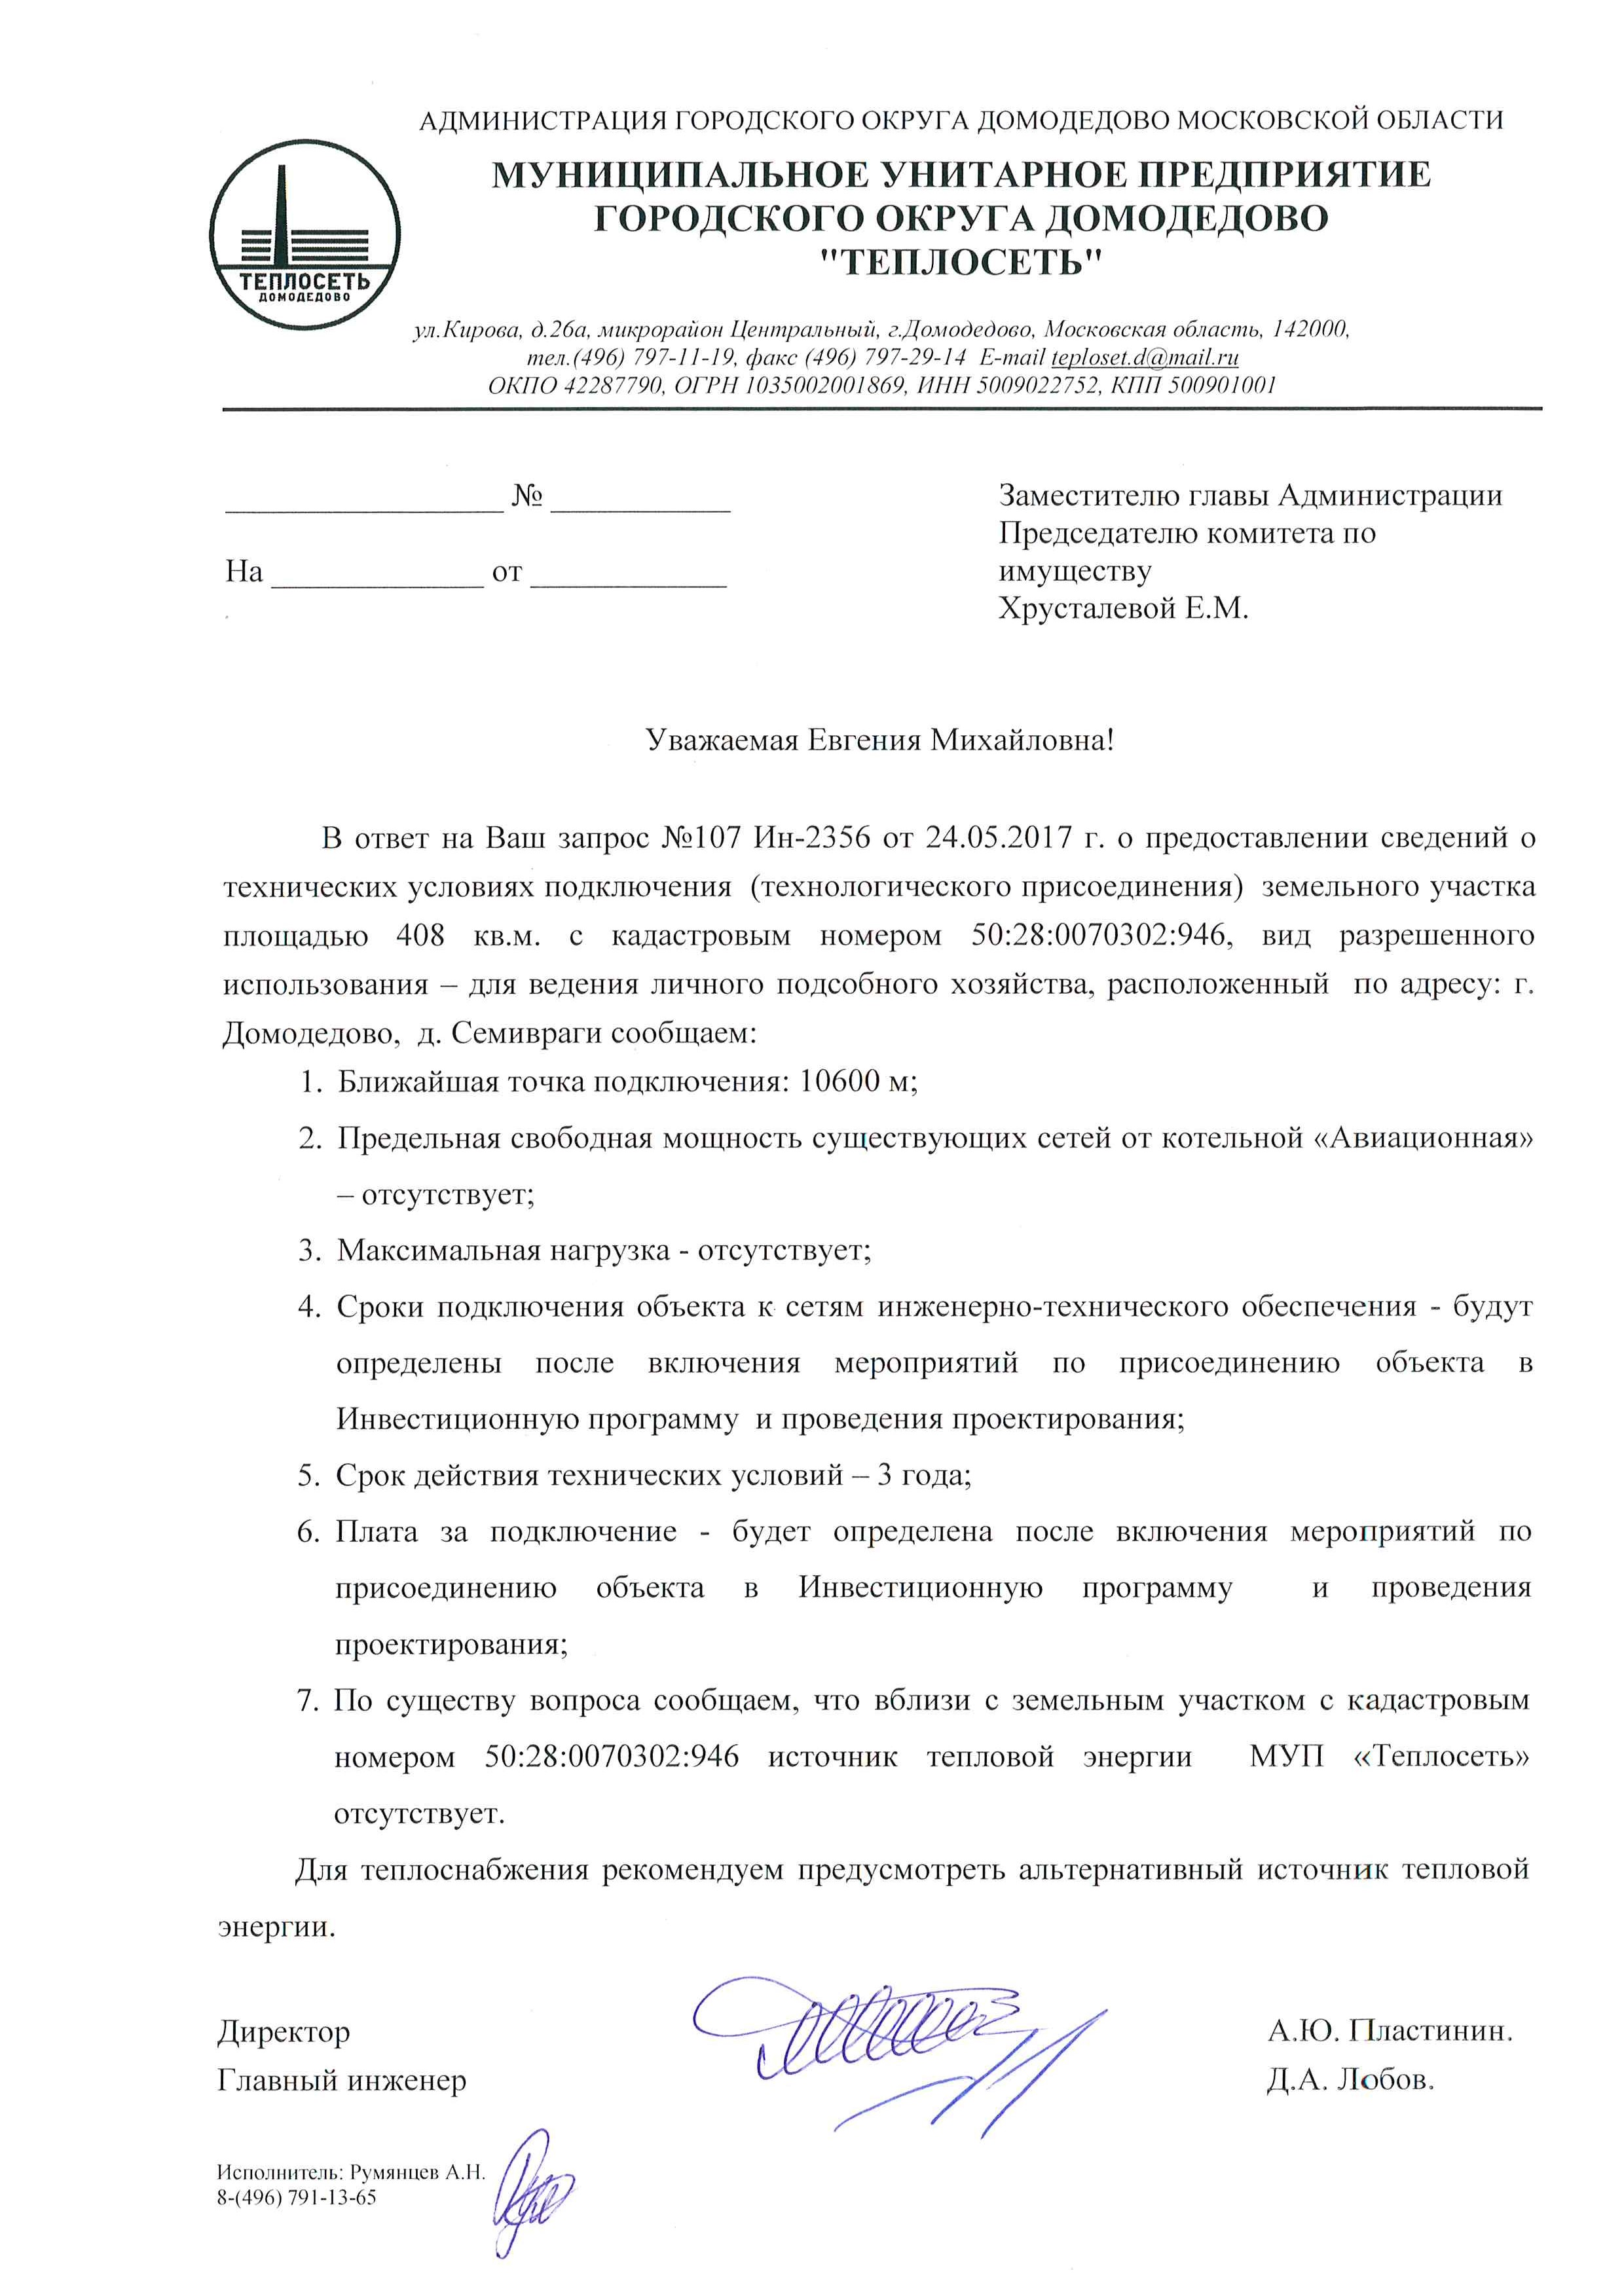 АДМИНИСТРАЦИЯ ГОРОДСКОГО ОКРУГА ДОМОДЕДОВО МОСКОВСКОЙ ОБЛАСТИ
МУНИЦИПАЛЬНОЕ УНИТАРНОЕ ПРЕДПРИЯТИЕ
ГОРОДСКОГО ОКРУГА ДОМОДЕДОВО
"ТЕПЛОСЕТЬ"
ТЕПЛОСЕТЬ
ДОМОДЕДОВО
ул.Кирова, д.26а, микрорайон Центральный, г.Домодедово, Московская область, 142000,
тел.(496) 797-11-19, факс (496) 797-29-14 E-mail teploset.d@mail.ru
ОКПО 42287790, ОГРН 1035002001869, ИНН 5009022752, КПП 500901001
_________________ № ___________
На _____________ от ____________
Заместителю главы Администрации
Председателю комитета по
имуществу
Хрусталевой Е.М.
Уважаемая Евгения Михайловна!
В ответ на Ваш запрос №107 Ин-2356 от 24.05.2017 г. о предоставлении сведений о
технических условиях подключения (технологического присоединения) земельного участка
площадью 408 кв.м. с кадастровым номером 50:28:0070302:946, вид разрешенного
использования – для ведения личного подсобного хозяйства, расположенный по адресу: г.
Домодедово, д. Семивраги сообщаем:
1. Ближайшая точка подключения: 10600 м;
2. Предельная свободная мощность существующих сетей от котельной «Авиационная»
– отсутствует;
3. Максимальная нагрузка - отсутствует;
4. Сроки подключения объекта к сетям инженерно-технического обеспечения - будут
определены после включения мероприятий по присоединению объекта в
Инвестиционную программу и проведения проектирования;
5. Срок действия технических условий – 3 года;
6. Плата за подключение - будет определена после включения мероприятий по
присоединению объекта в Инвестиционную программу и проведения
проектирования;
7. По существу вопроса сообщаем, что вблизи с земельным участком с кадастровым
номером 50:28:0070302:946 источник тепловой энергии МУП «Теплосеть»
отсутствует.
Для теплоснабжения рекомендуем предусмотреть альтернативный источник тепловой
энергии.
Директор А.Ю. Пластинин.
Главный инженер Д.А. Лобов.
Исполнитель: Румянцев А.Н.
8-(496) 791-13-65